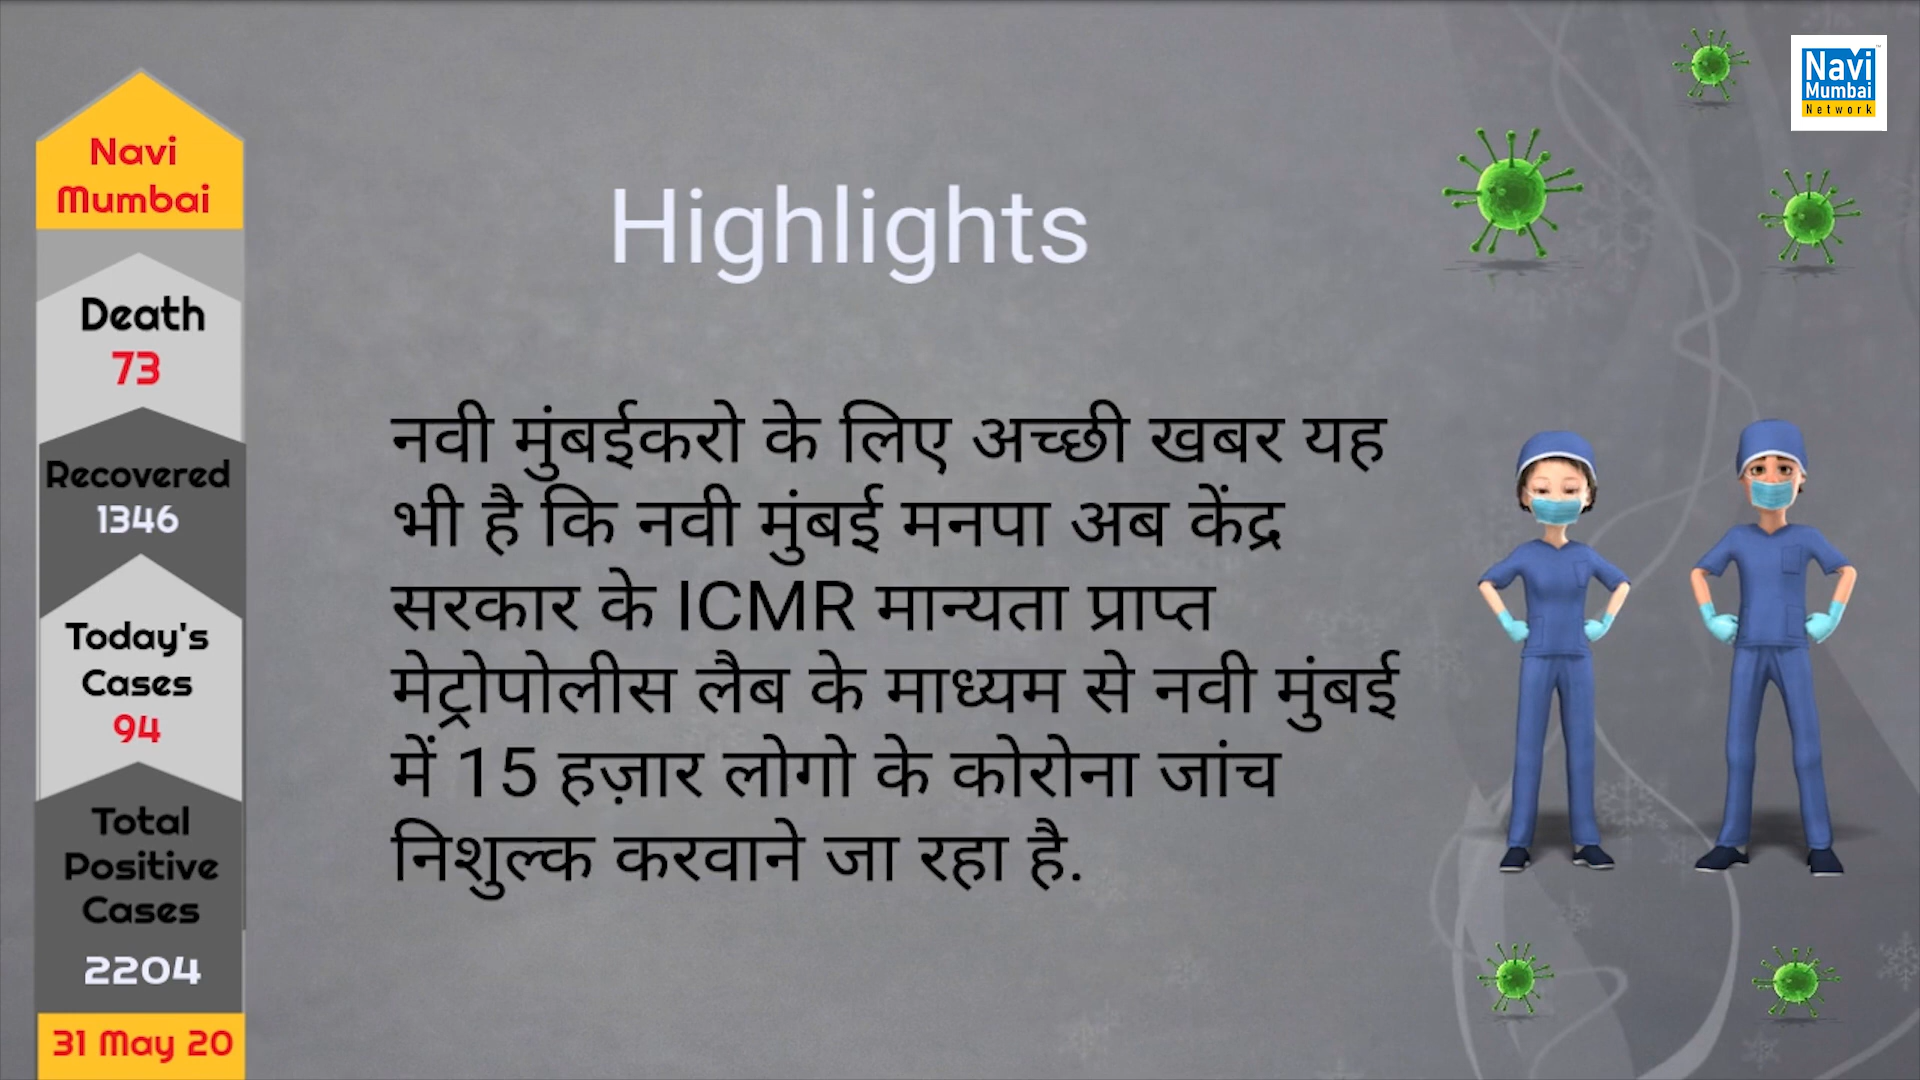 Navi
Mumbai
Network
Navi
Mumbai
Death
73
Recovered
1346
Today's
Cases
94
Total
Positive
Cases
2204
31 May 20
Highlights
नवी मुंबईकरो के लिए अच्छी खबर यह
भी है कि नवी मुंबई मनपा अब केंद्र
सरकार के ICMR मान्यता प्राप्त
मेट्रोपोलीस लैब के माध्यम से नवी मुंबई
में 15 हज़ार लोगो के कोरोना जांच
निशुल्क करवाने जा रहा है.